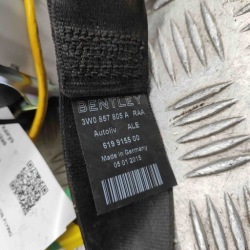 BENTLEY
3W0 857 805 A RAA
Autoliv ALE
619 9155 00
Made in Germany
05 01 2015